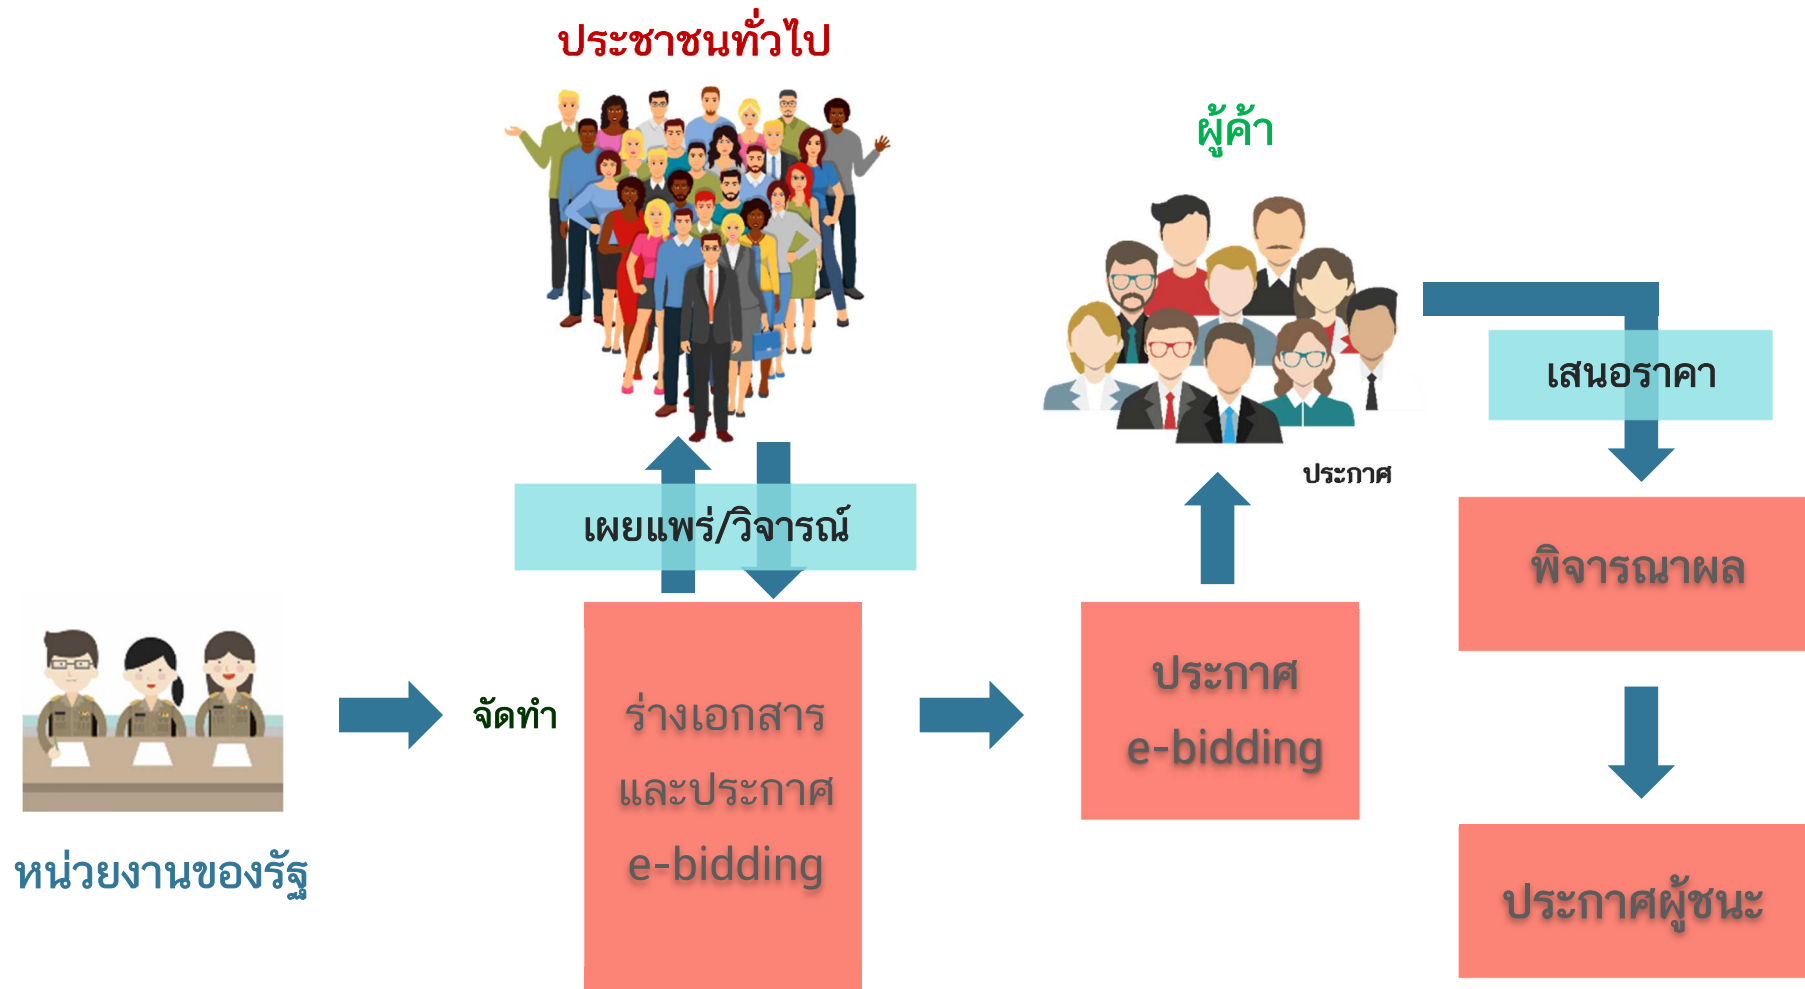 ประชาชนทั่วไป
ผู้ค้า
เสนอราคา
ประกาศ
เผยแพร่/วิจารณ์
พิจารณาผล
หน่วยงานของรัฐ
จัดทำ
ร่างเอกสาร
และประกาศ
e-bidding
ประกาศ
e-bidding
ประกาศผู้ชนะ